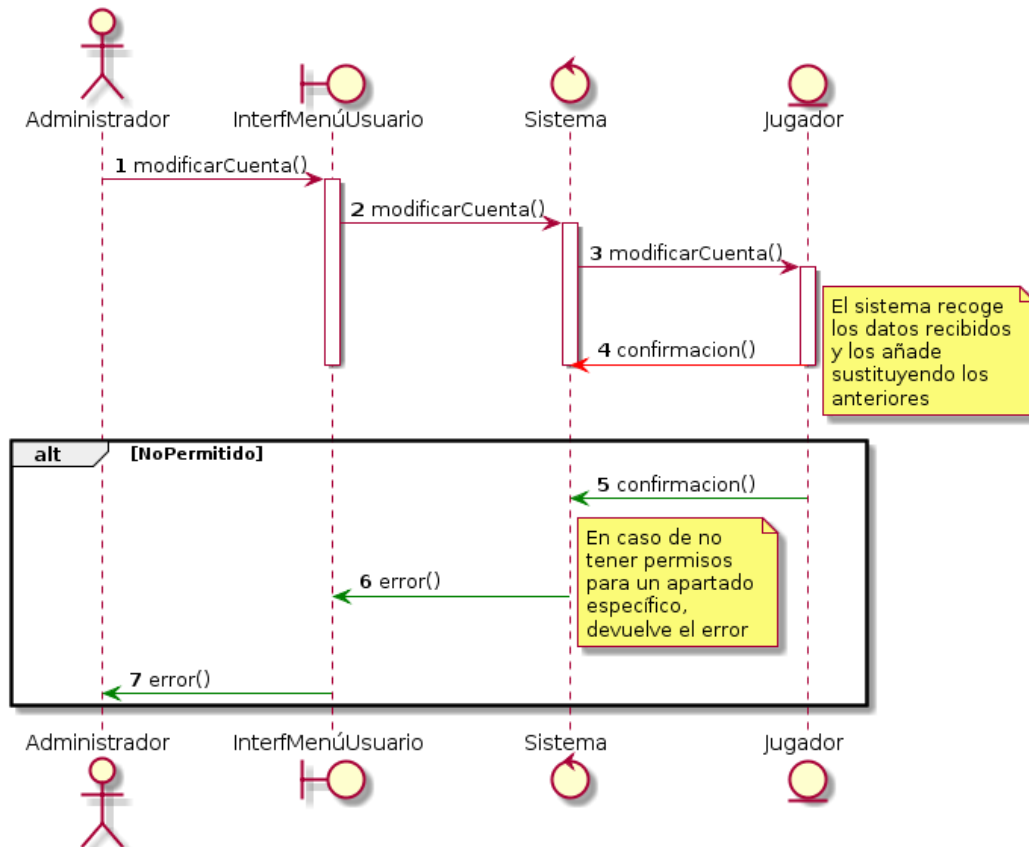 Administrador
InterfMenúUsuario
Sistema
Jugador
1 modificarCuenta()
2 modificarCuenta()
3 modificarCuenta()
El sistema recoge
los datos recibidos
y los añade
sustituyendo los
anteriores
4 confirmacion()
alt
[NoPermitido]
5 confirmacion()
En caso de no
tener permisos
para un apartado
específico,
devuelve el error
6 error()
7 error()
Administrador
InterfMenúUsuario
Sistema
Jugador